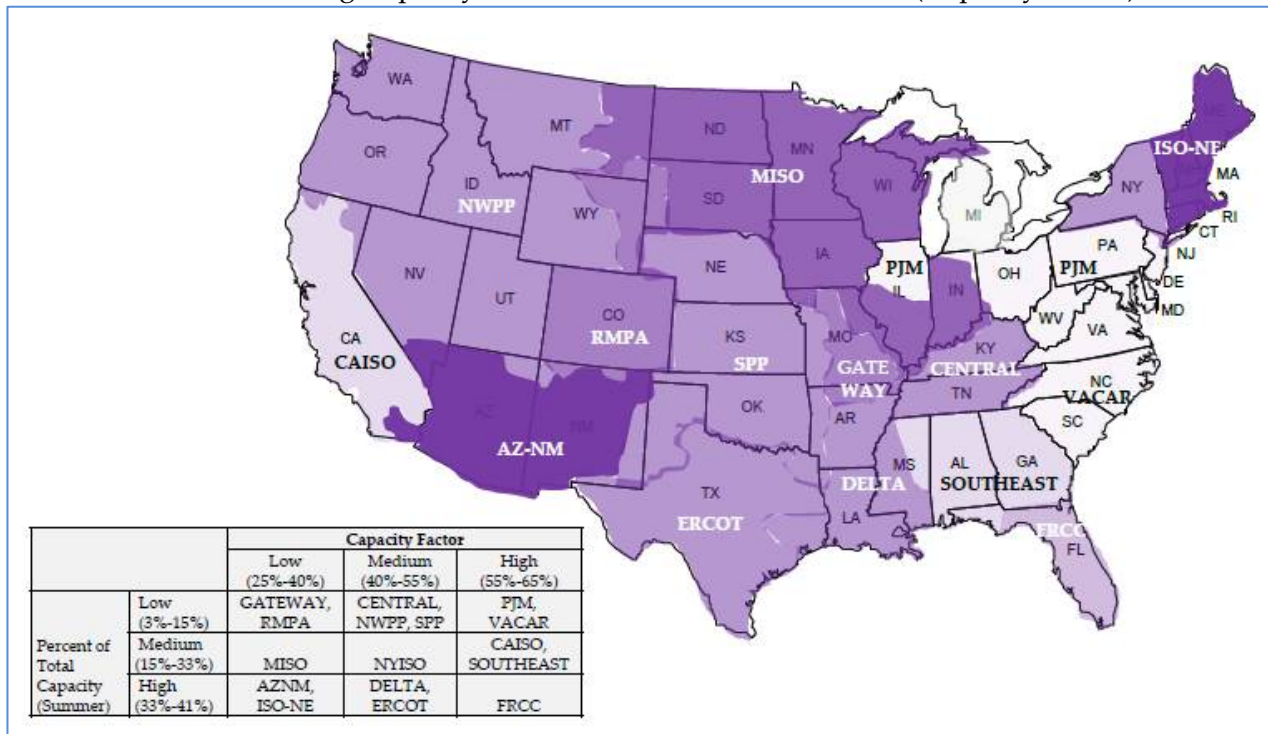 WA
MT
ND
MN
ME
ISO-NE
OR
ID
NWPP
WY
SD
MISO
WI
MI
NY
MA
RI
CT
NV
UT
NE
IA
PJM
IL
IN
OH
PA
PJM
NJ
DE
MD
CA
CAISO
CO
RMPA
KS
SPP
MO
GATE
WAY
KY
CENTRAL
WV
VA
AZ
NM
AZ-NM
OK
AR
TN
NC
VACAR
SC
TX
ERCOT
MS
DELTA
LA
AL
GA
SOUTHEAST
FRCC
FL
Capacity Factor
Low Medium High
(25%-40%) (40%-55%) (55%-65%)
Percent of Total Capacity (Summer)
Low (3%-15%) GATEWAY, RMPA CENTRAL, NWPP, SPP PJM, VACAR
Medium (15%-33%) MISO NYISO CAISO, SOUTHEAST
High (33%-41%) AZNM, ISO-NE DELTA, ERCOT FRCC